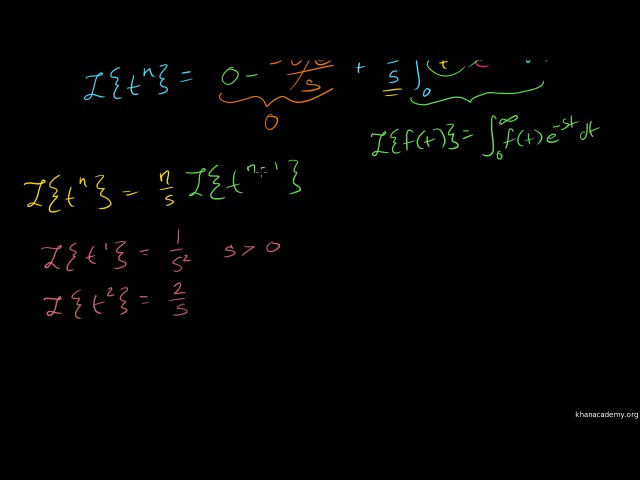 ℒ{tⁿ} = 0 - /s + n/s ∫₀ t e
0
ℒ{f(t)} = ∫₀^∞ f(t) e^(-st) dt
ℒ{tⁿ} = n/s ℒ{tⁿ⁻¹}
ℒ{t¹} = 1/s² s > 0
ℒ{t²} = 2/s
khanacademy.org